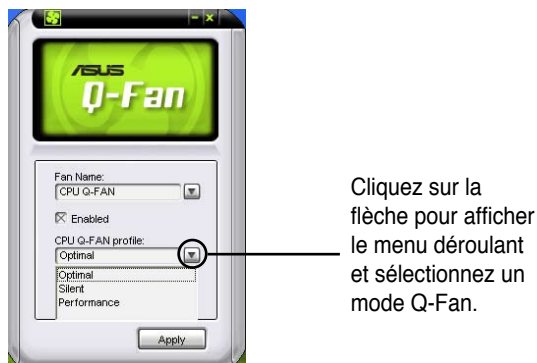 ASUS
Q-Fan
Fan Name:
CPU Q-FAN
Enabled
CPU Q-FAN profile:
Optimal
Optimal
Silent
Performance
Apply
Cliquez sur la
flèche pour afficher
le menu déroulant
et sélectionnez un
mode Q-Fan.